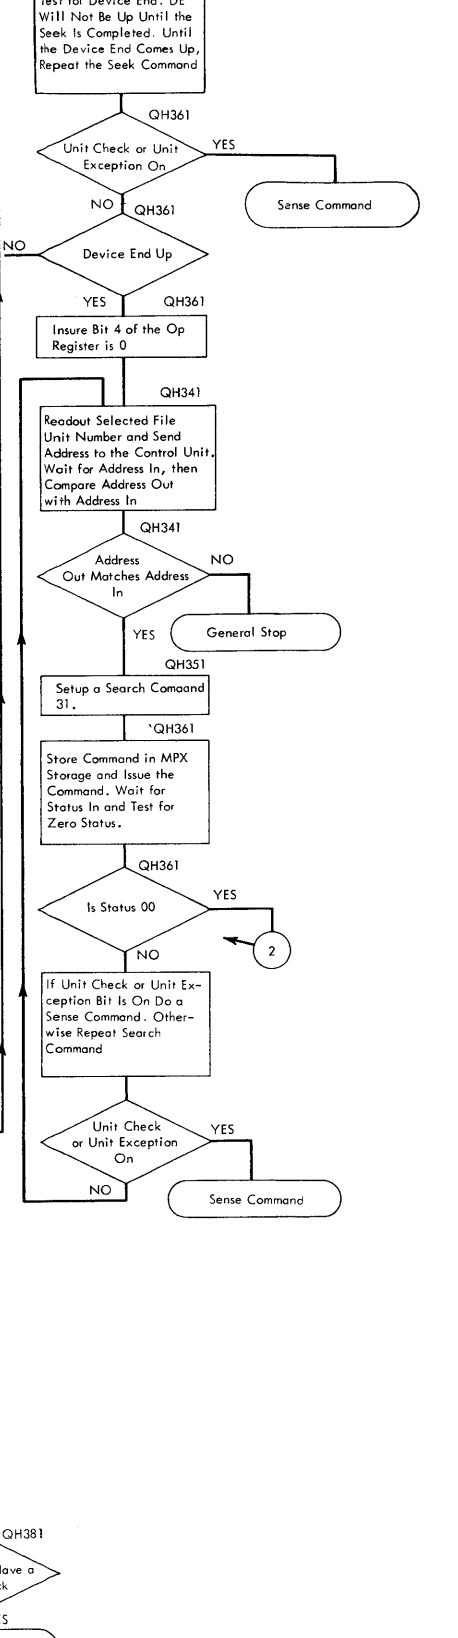 Test for Device End. DE
Will Not Be Up Until the
Seek Is Completed. Until
the Device End Comes Up,
Repeat the Seek Command
QH361
Unit Check or Unit
Exception On
YES
Sense Command
NO
QH361
NO
Device End Up
YES
QH361
Insure Bit 4 of the Op
Register is 0
QH341
Readout Selected File
Unit Number and Send
Address to the Control Unit.
Wait for Address In, then
Compare Address Out
with Address In
QH341
Address
Out Matches Address
In
NO
General Stop
YES
QH351
Setup a Search Comaand
31.
QH361
Store Command in MPX
Storage and Issue the
Command. Wait for
Status In and Test for
Zero Status.
QH361
Is Status 00
YES
2
NO
If Unit Check or Unit Ex-
ception Bit Is On Do a
Sense Command. Other-
wise Repeat Search
Command
Unit Check
or Unit Exception
On
YES
Sense Command
NO
QH381
a